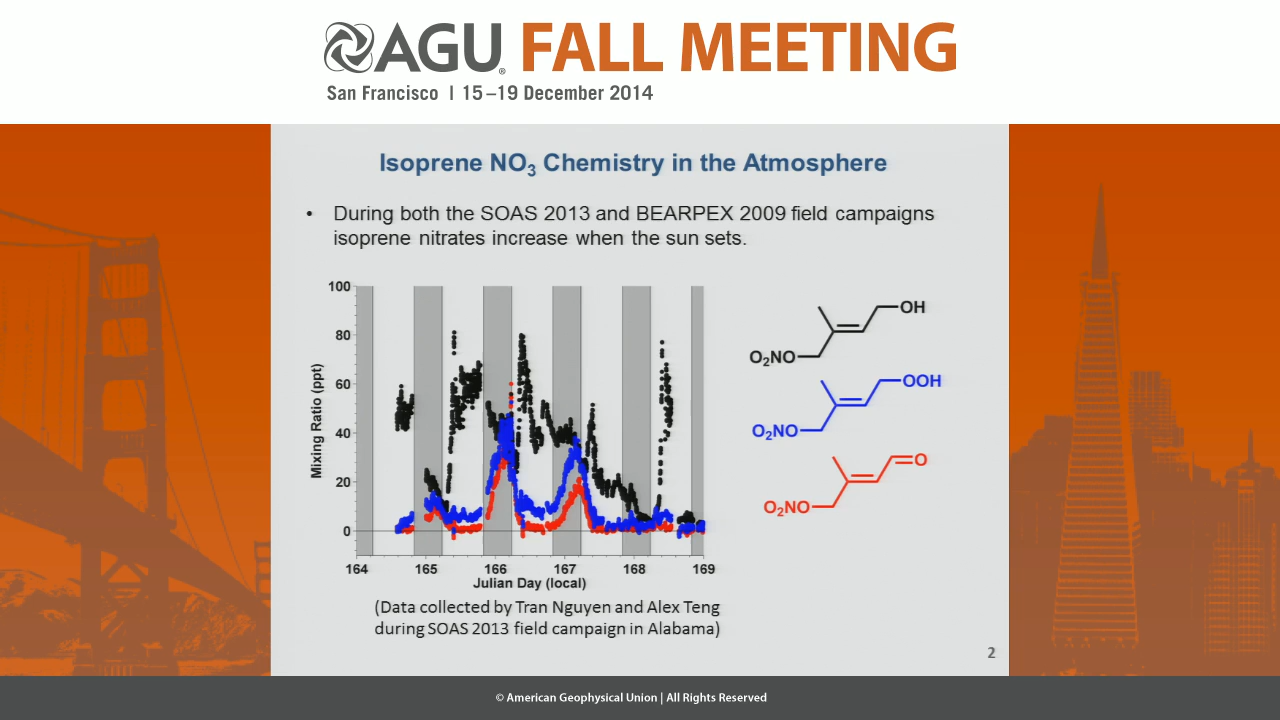 AGU® FALL MEETING
San Francisco | 15–19 December 2014
Isoprene NO₃ Chemistry in the Atmosphere
• During both the SOAS 2013 and BEARPEX 2009 field campaigns
isoprene nitrates increase when the sun sets.
100
80
60
40
20
0
Mixing Ratio (ppt)
164 165 166 167 168 169
Julian Day (local)
OH
O₂NO
OOH
O₂NO
O
O₂NO
(Data collected by Tran Nguyen and Alex Teng
during SOAS 2013 field campaign in Alabama)
2
© American Geophysical Union | All Rights Reserved